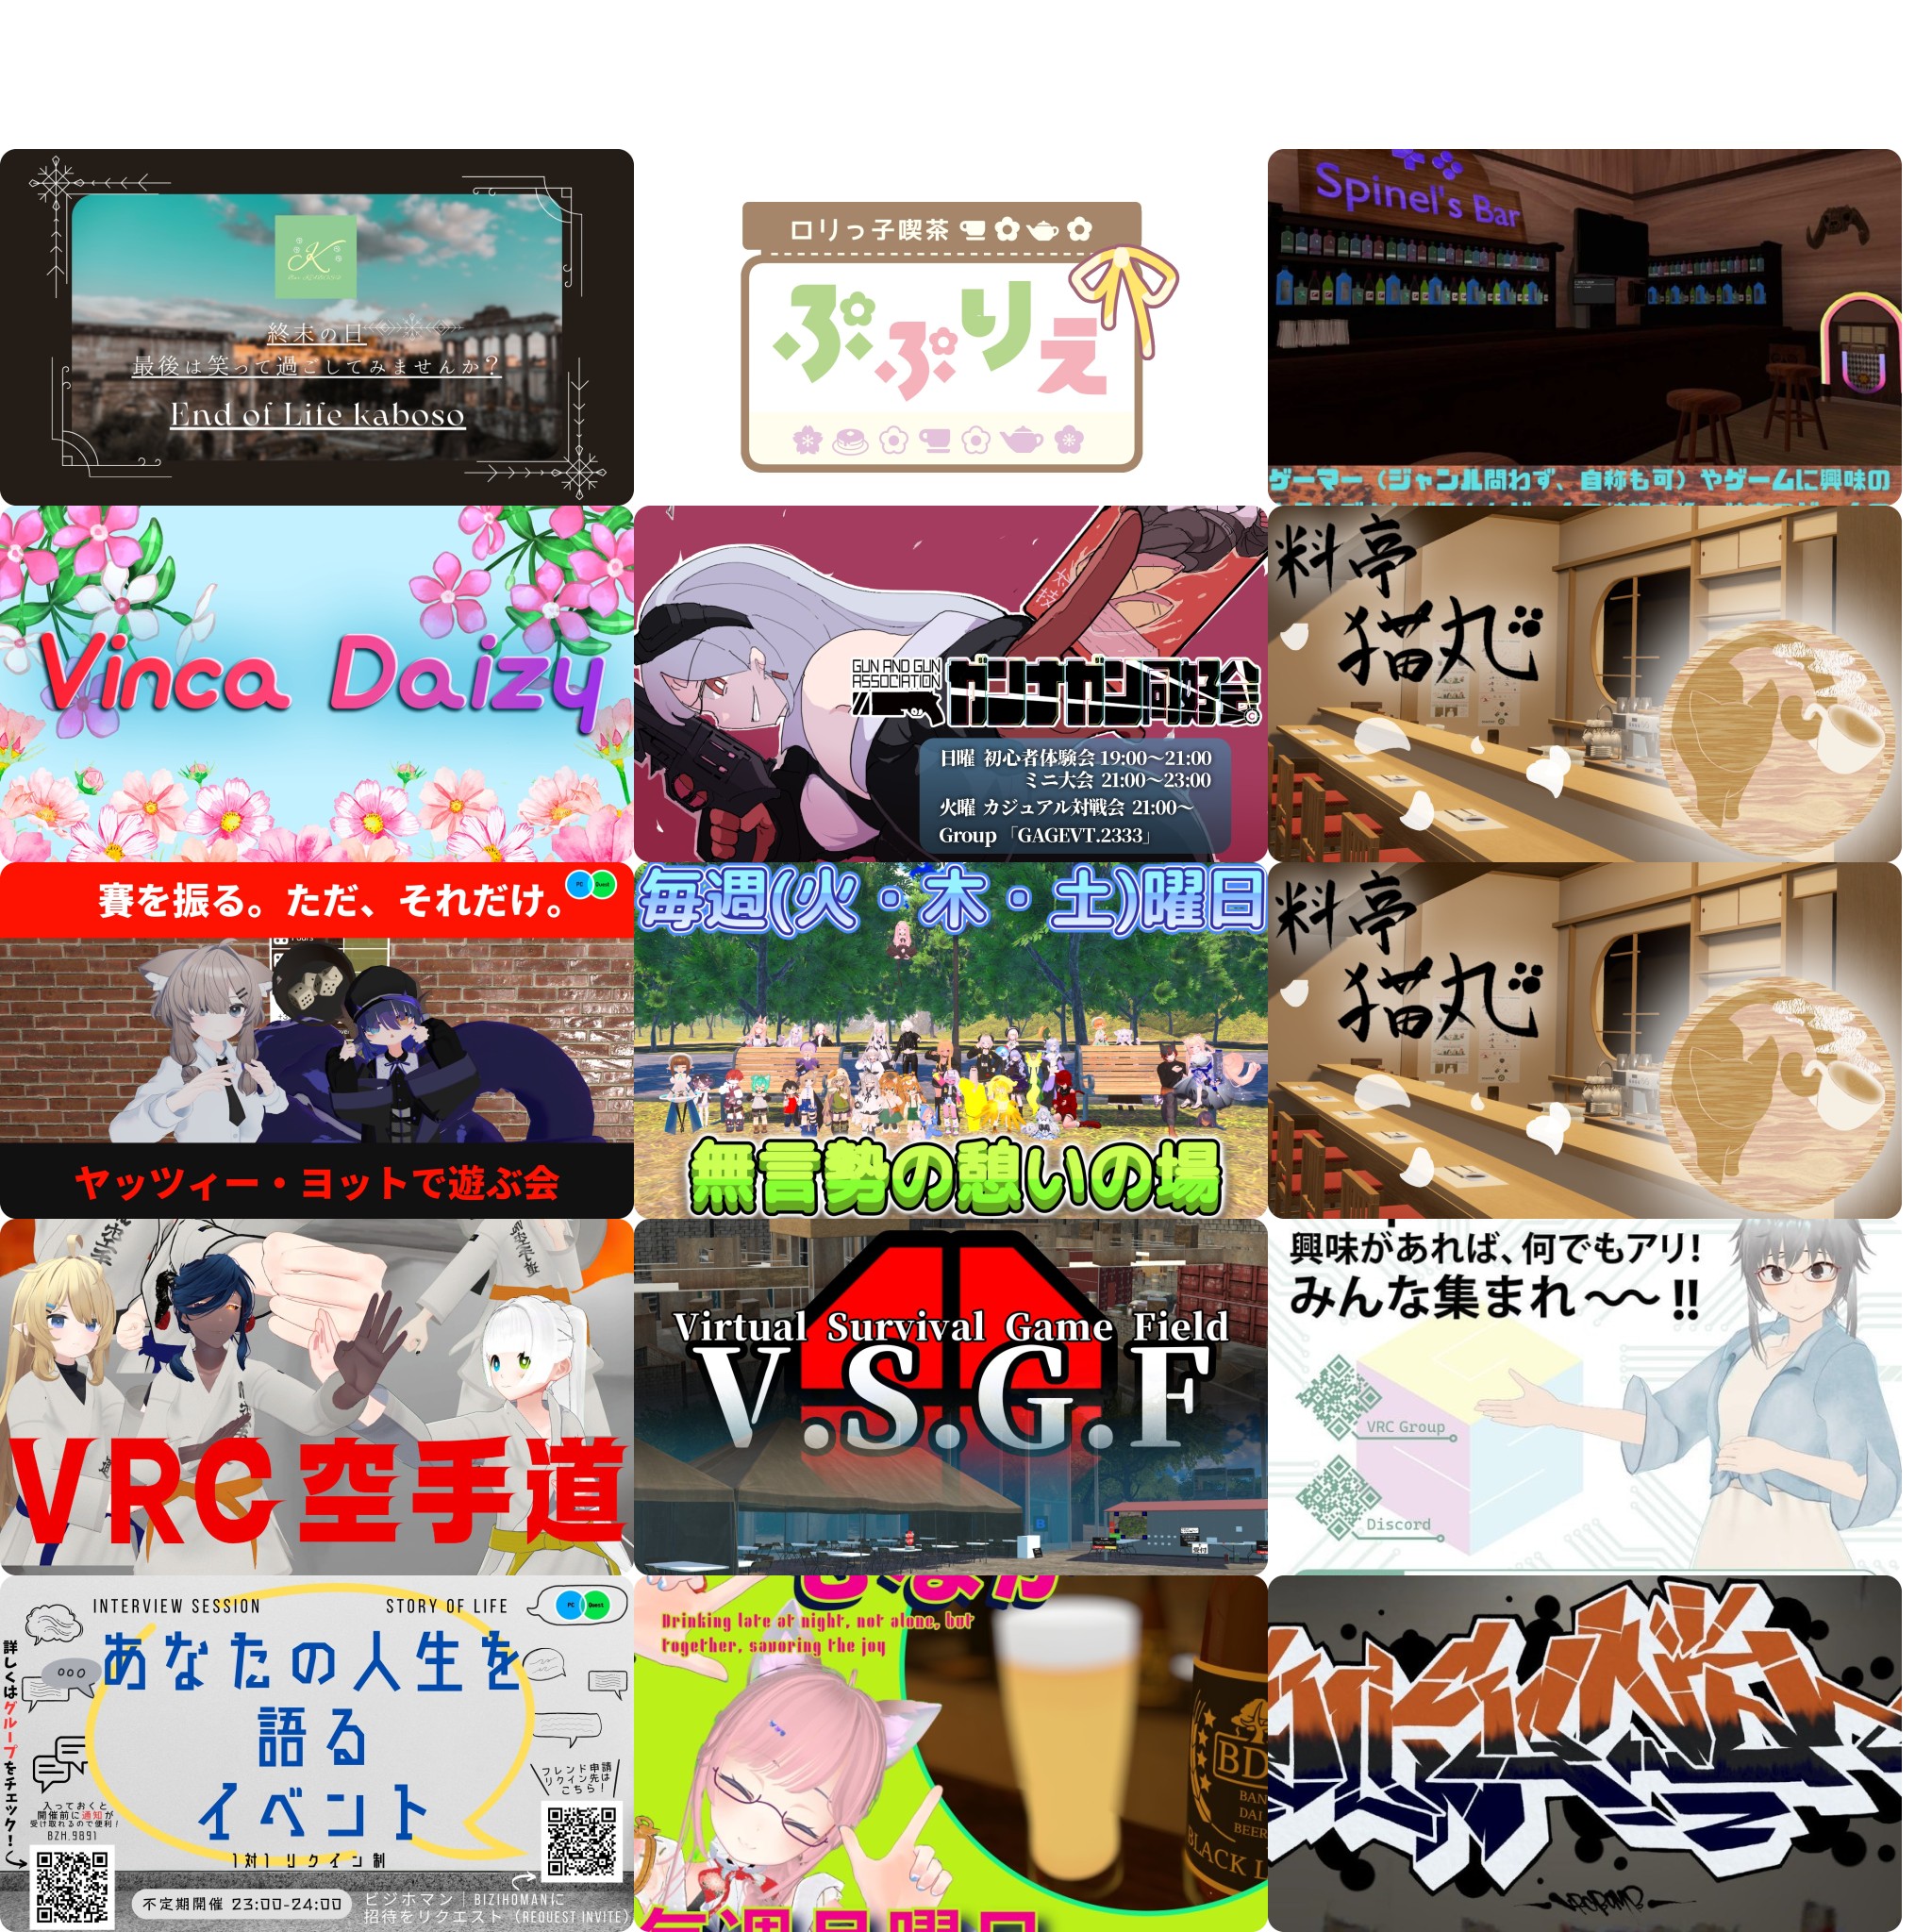 終末の日
最後は笑って過ごしてみませんか?
End of Life kaboso
ロリっ子喫茶
ぷぷりえ
Spinel's Bar
ゲーマー（ジャンル問わず、自称も可）やゲームに興味の
Vinca Daizy
GUN AND GUN
ASSOCIATION
ガンナガン同好会
日曜 初心者体験会 19:00〜21:00
ミニ大会 21:00〜23:00
火曜 カジュアル対戦会 21:00〜
Group 「GAGEVT.2333」
料亭
猫丸
賽を振る。ただ、それだけ。
PC Quest
ヤッツィー・ヨットで遊ぶ会
毎週(火・木・土)曜日
無言勢の憩いの場
料亭
猫丸
VRC空手道
Virtual Survival Game Field
V.S.G.F
受付
興味があれば、何でもアリ!
みんな集まれ〜〜!!
VRC Group
Discord
INTERVIEW SESSION
STORY OF LIFE
PC Quest
あなたの人生を
語る
イベント
1対1 リクイン制
詳しくはグループをチェック!
入っておくと
開催前に通知が
受け取れるので便利!
BZH.9891
フレンド申請
リクイン先は
こちら!
不定期開催 23:00-24:00
ビジホマン｜BIZIHOMANに
招待をリクエスト (REQUEST INVITE)
Drinking late at night, not alone, but
together, savoring the joy
毎週月曜日
BLACK